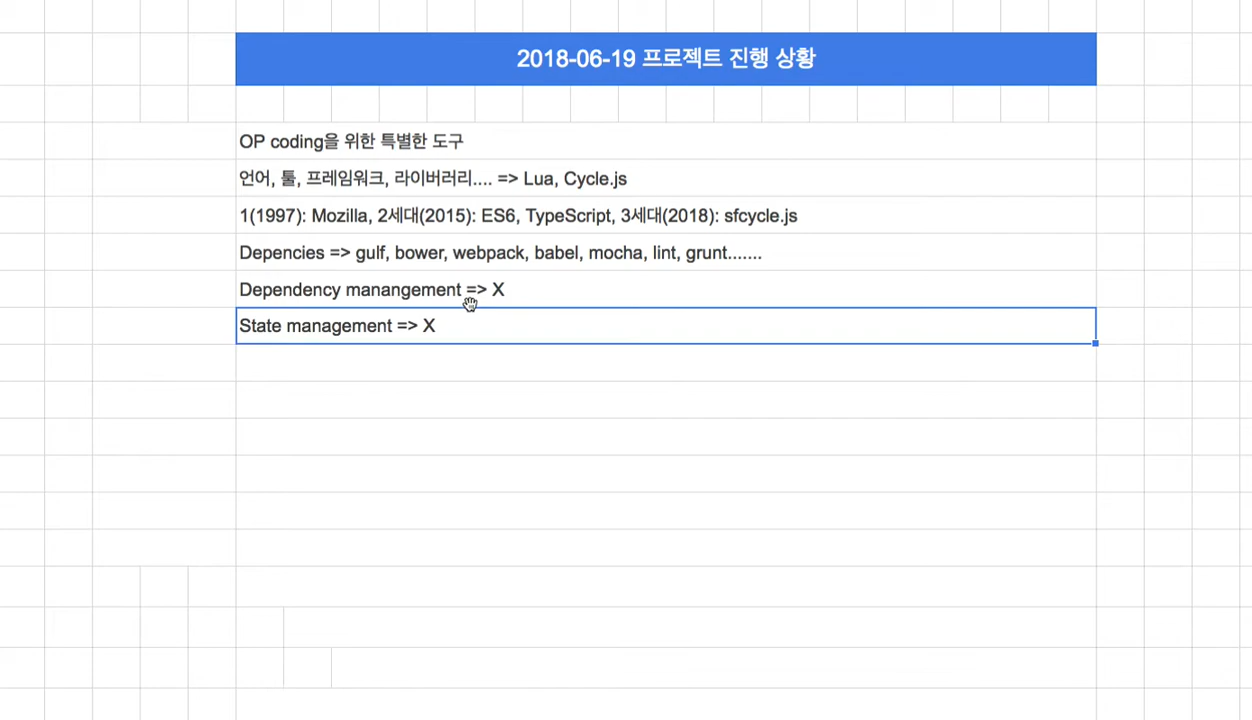 2018-06-19 프로젝트 진행 상황
OP coding을 위한 특별한 도구
언어, 툴, 프레임워크, 라이버러리.... => Lua, Cycle.js
1(1997): Mozilla, 2세대(2015): ES6, TypeScript, 3세대(2018): sfcycle.js
Depencies => gulf, bower, webpack, babel, mocha, lint, grunt.......
Dependency manangement => X
State management => X